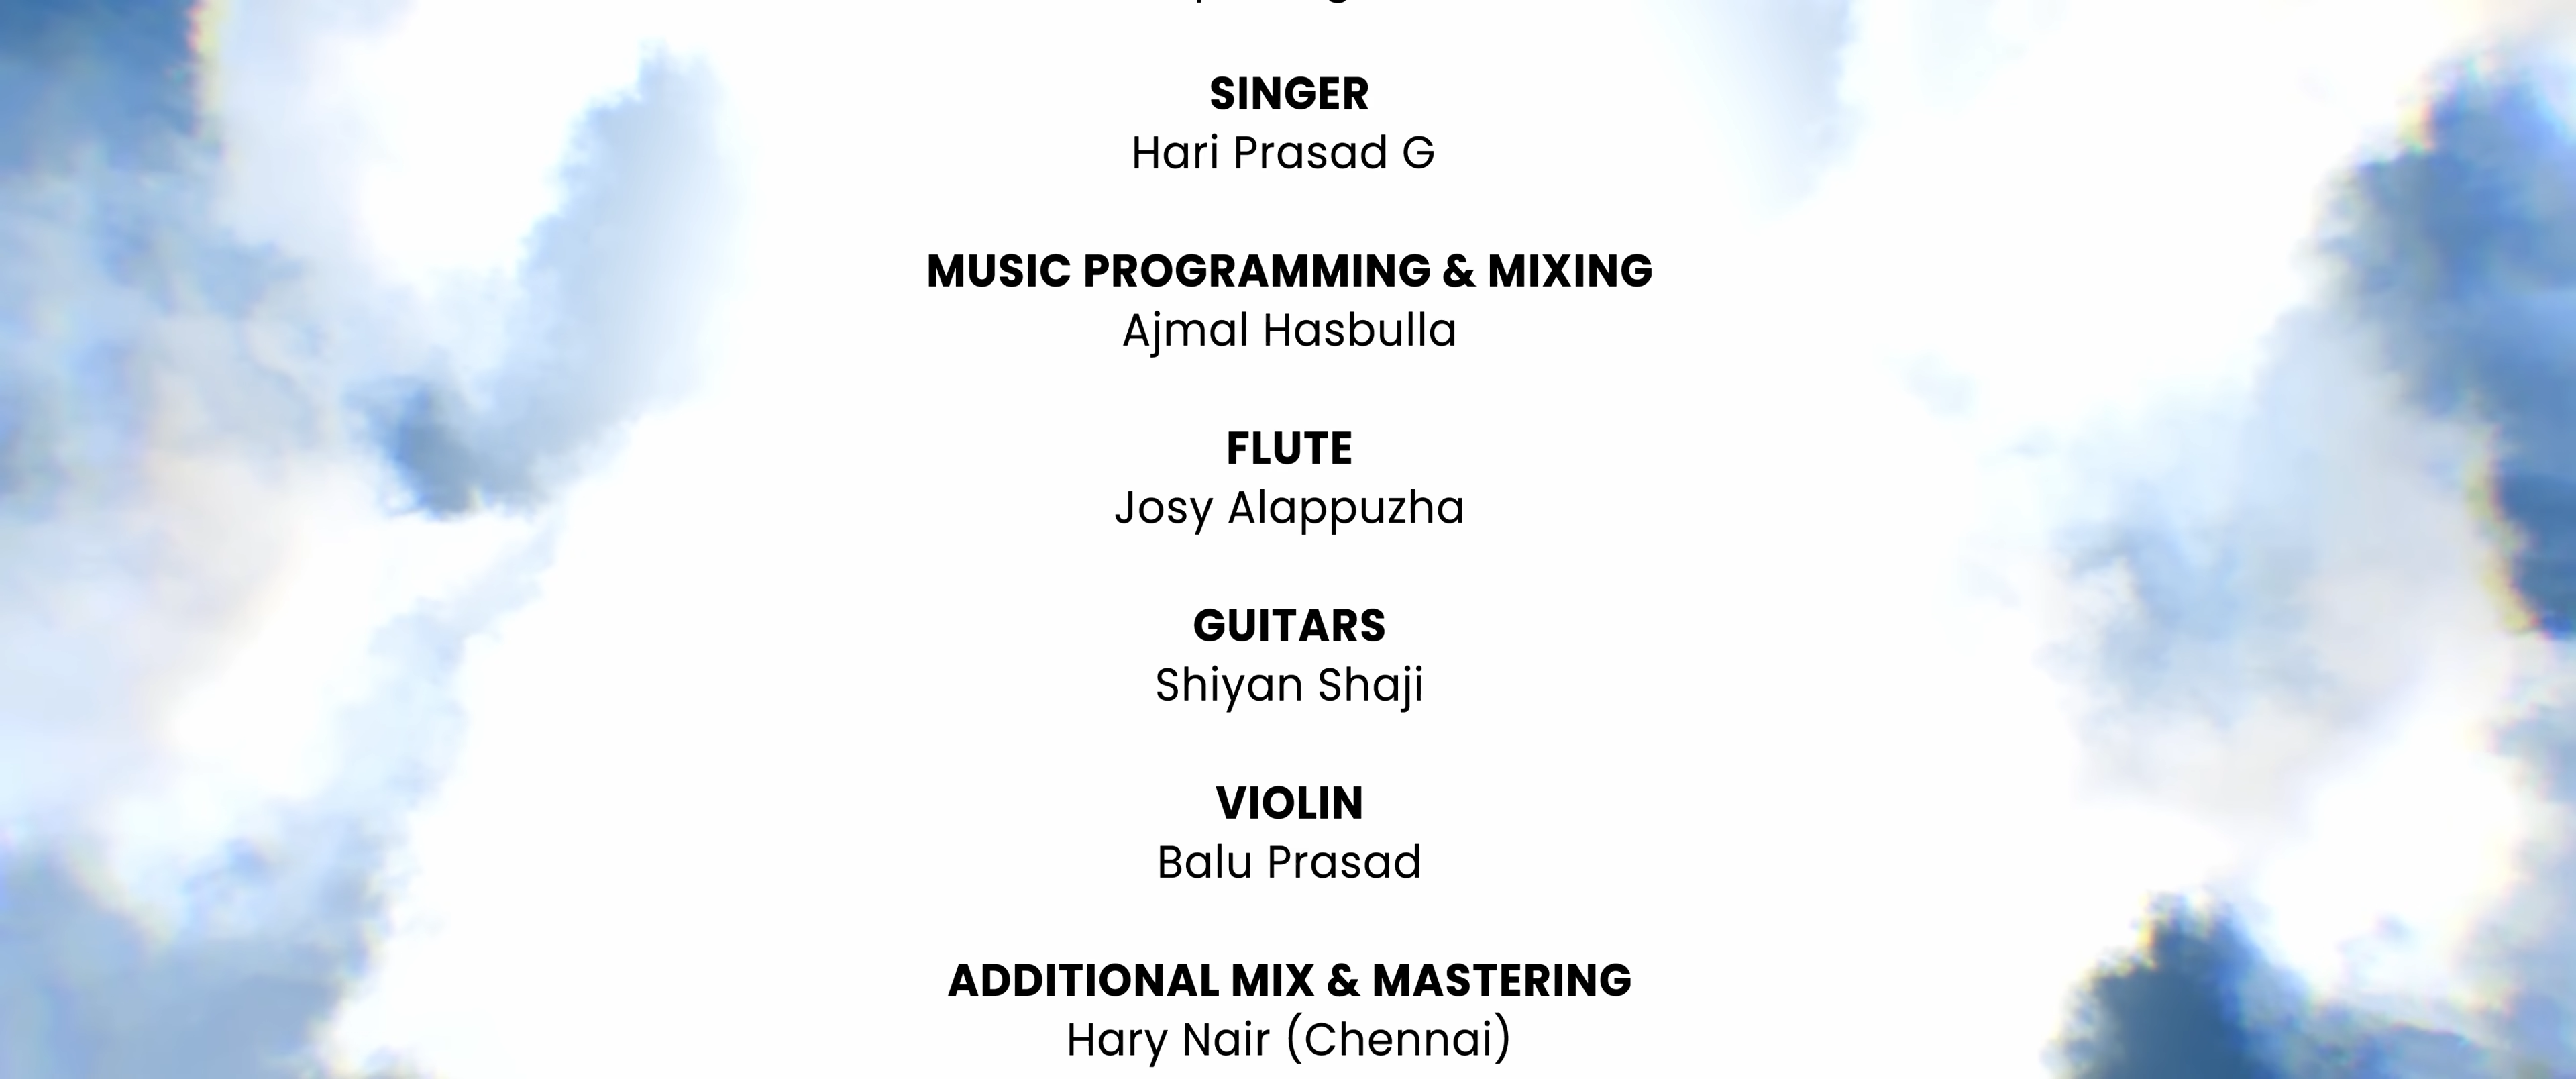 SINGER
Hari Prasad G
MUSIC PROGRAMMING & MIXING
Ajmal Hasbulla
FLUTE
Josy Alappuzha
GUITARS
Shiyan Shaji
VIOLIN
Balu Prasad
ADDITIONAL MIX & MASTERING
Hary Nair (Chennai)